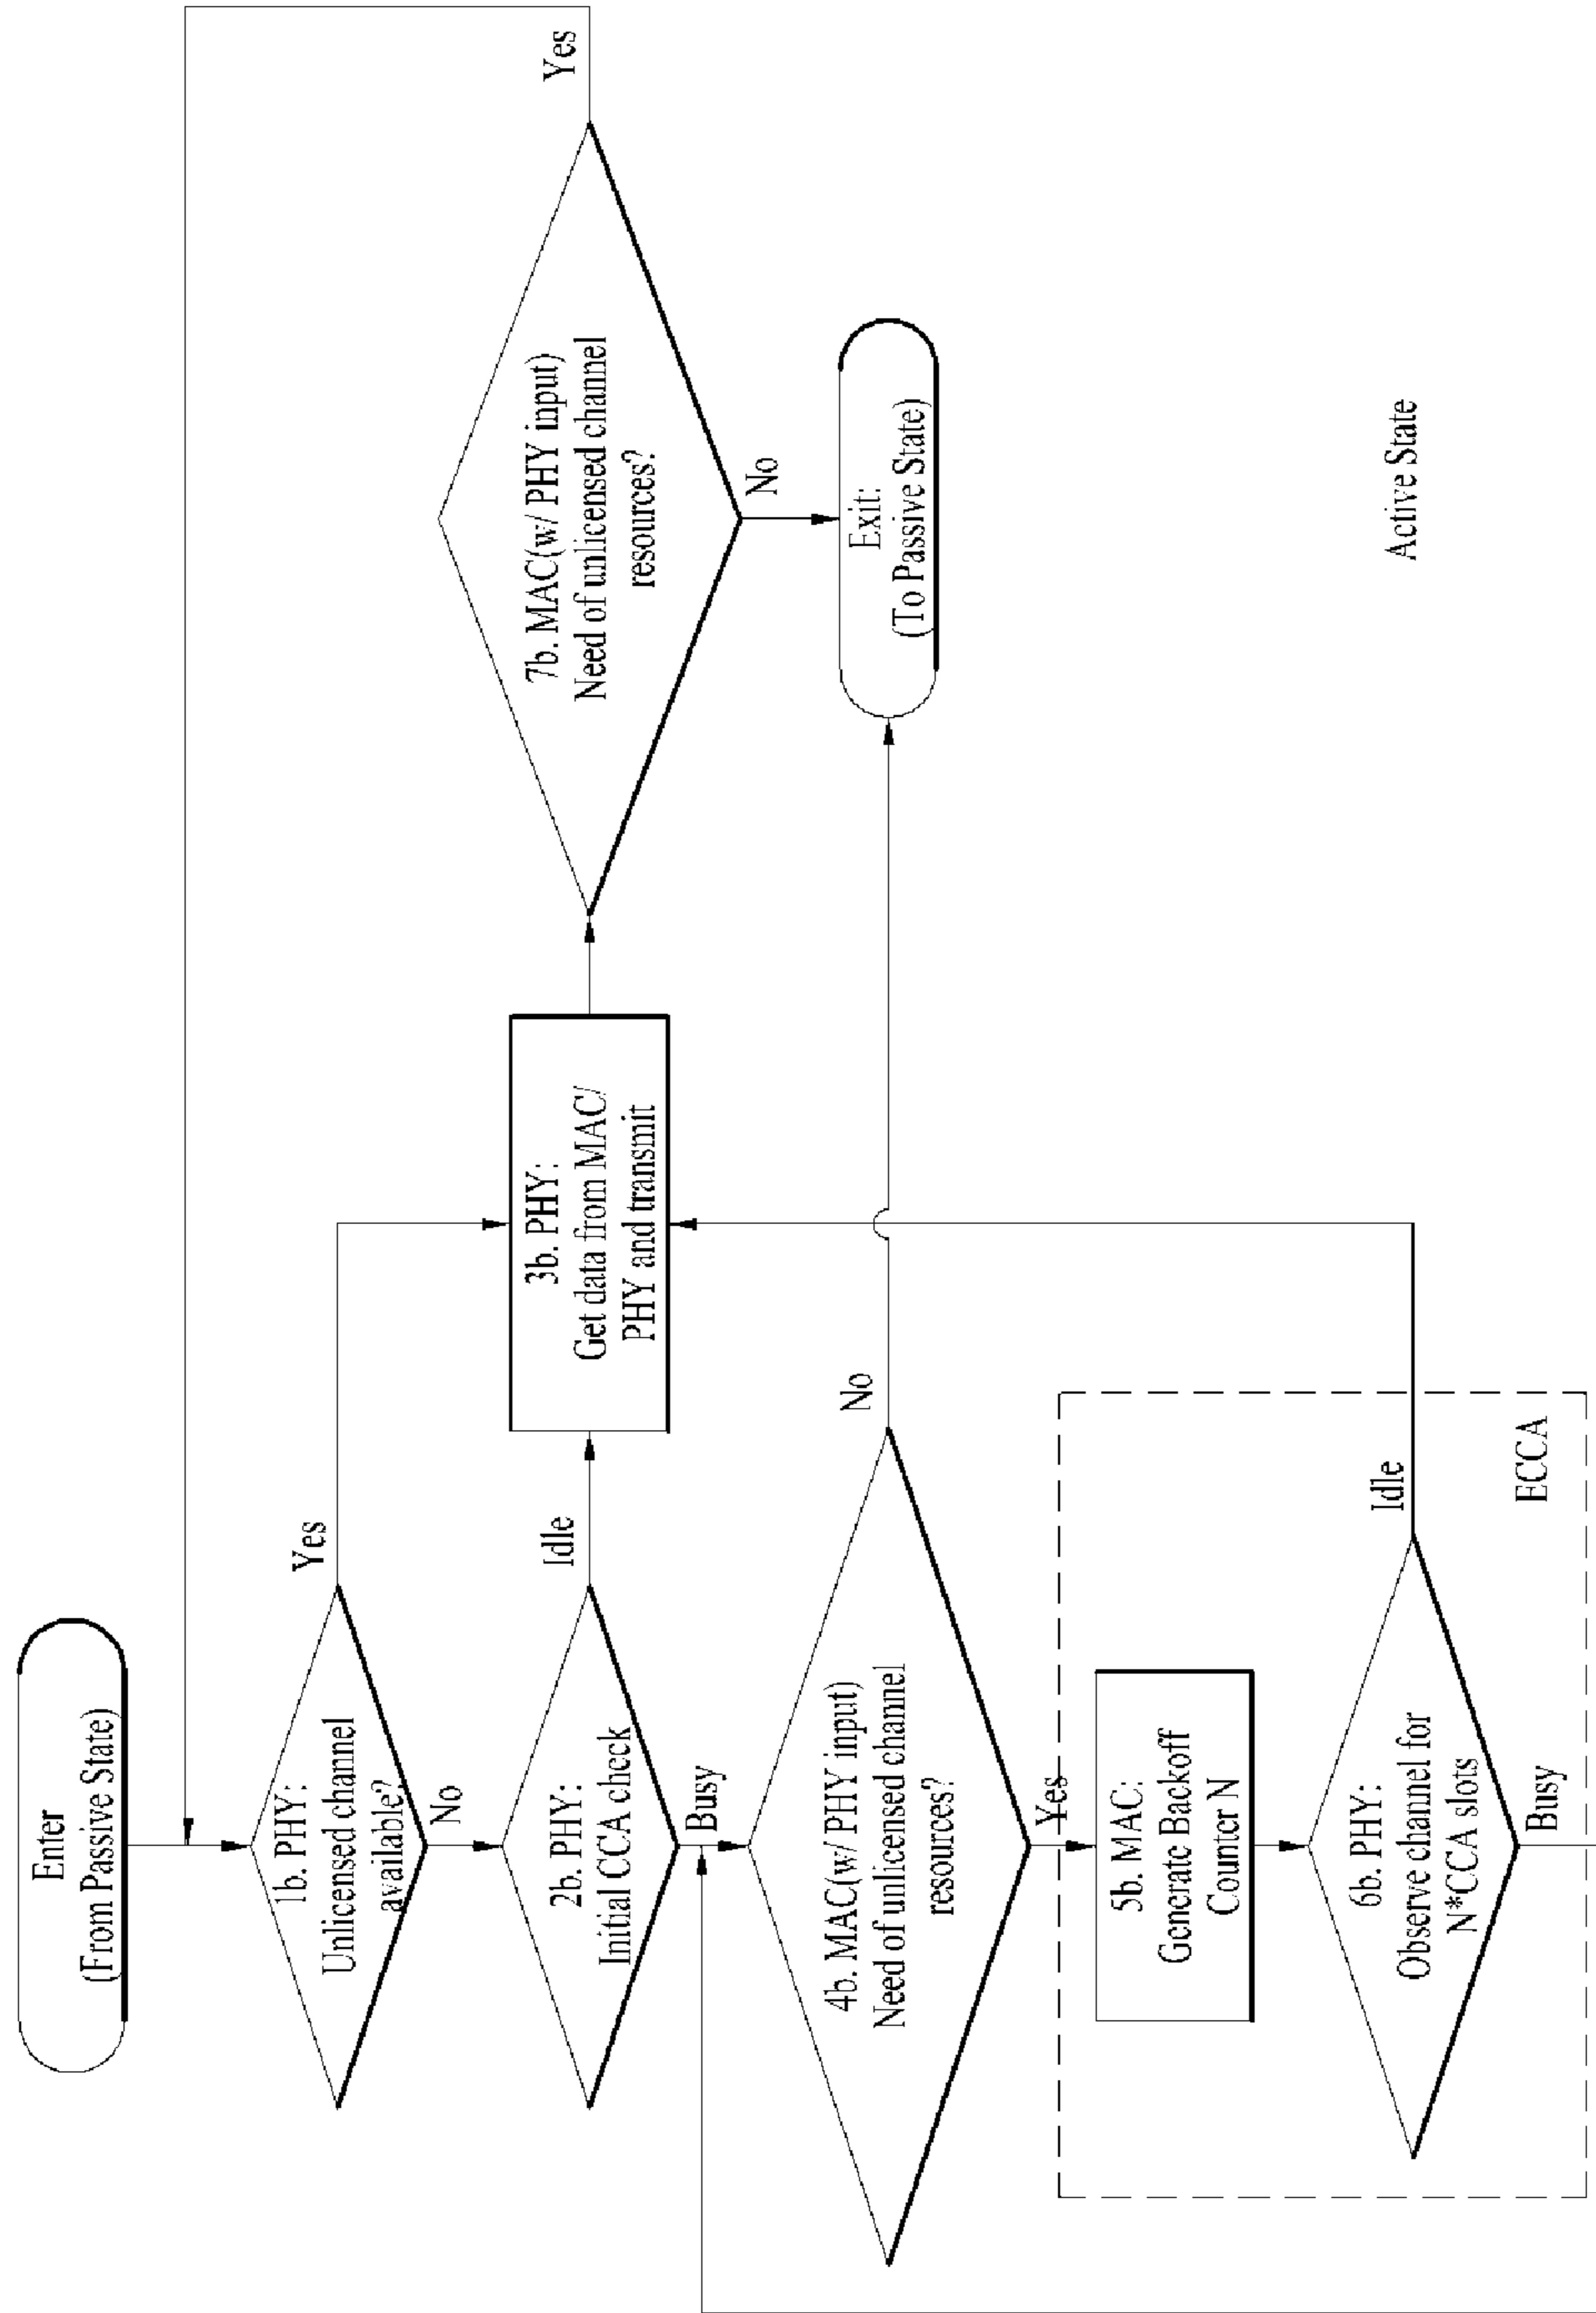 Enter
(From Passive State)
1b. PHY:
Unlicensed channel
available?
Yes
No
2b. PHY:
Initial CCA check
Idle
Busy
3b. PHY:
Get data from MAC/
PHY and transmit
7b. MAC(w/ PHY input)
Need of unlicensed channel
resources?
Yes
No
Exit:
(To Passive State)
4b. MAC(w/ PHY input)
Need of unlicensed channel
resources?
No
Yes
5b. MAC:
Generate Backoff
Counter N
6b. PHY:
Observe channel for
N*CCA slots
Idle
Busy
ECCA
Active State